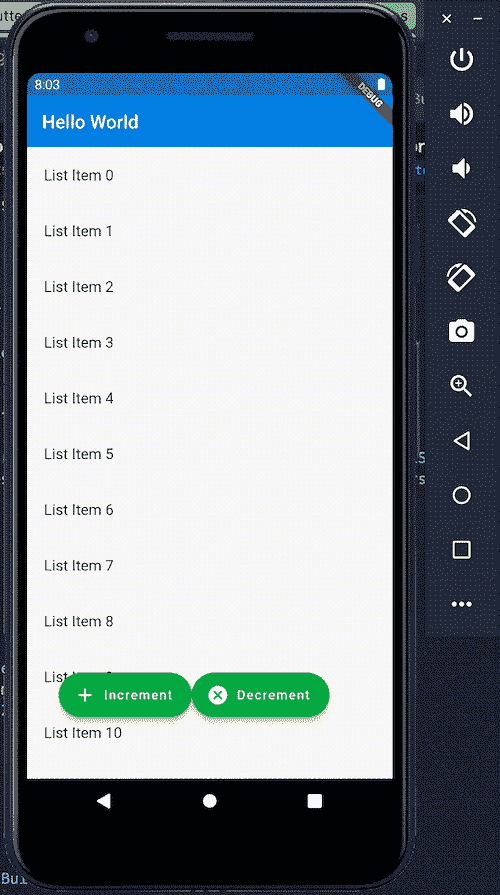 8:03
DEBUG
Hello World
List Item 0
List Item 1
List Item 2
List Item 3
List Item 4
List Item 5
List Item 6
List Item 7
List Item 8
List
Increment
Decrement
List Item 10
Bui